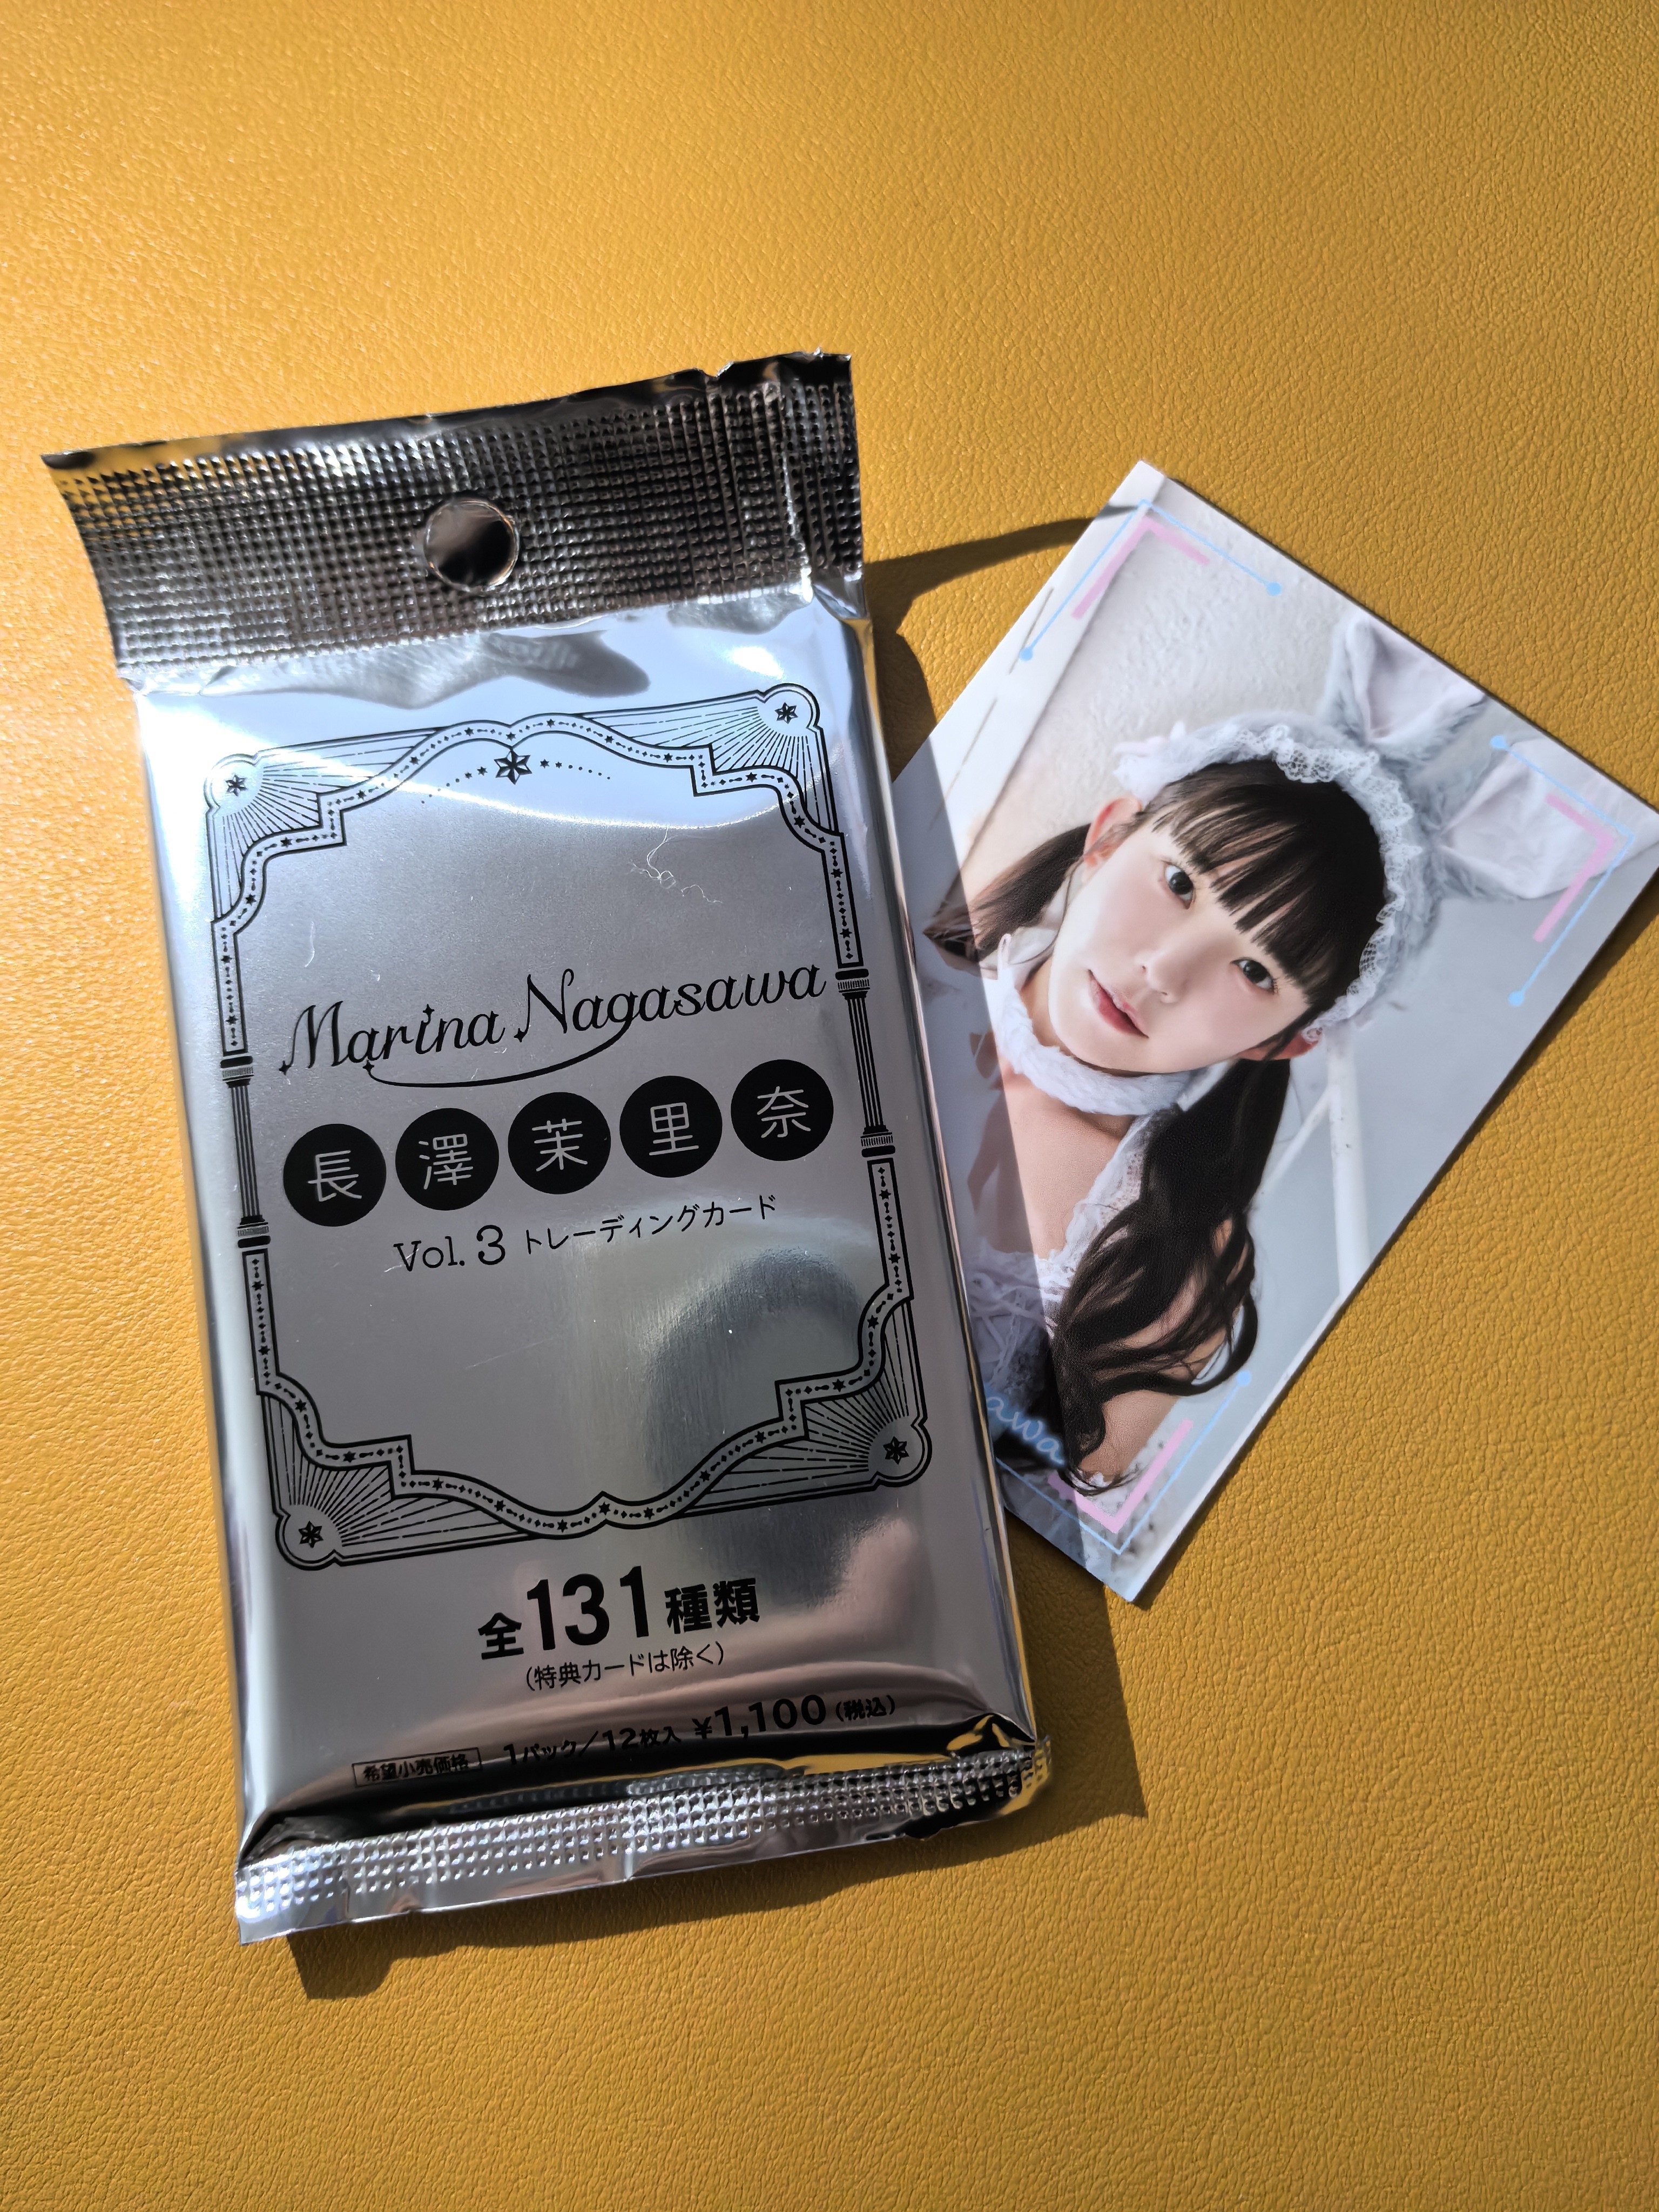 Marina Nagasawa
長澤茉里奈
Vol. 3 トレーディングカード
全131種類
(特典カードは除く)
希望小売価格 1パック/12枚入 ¥1,100(税込)
awa